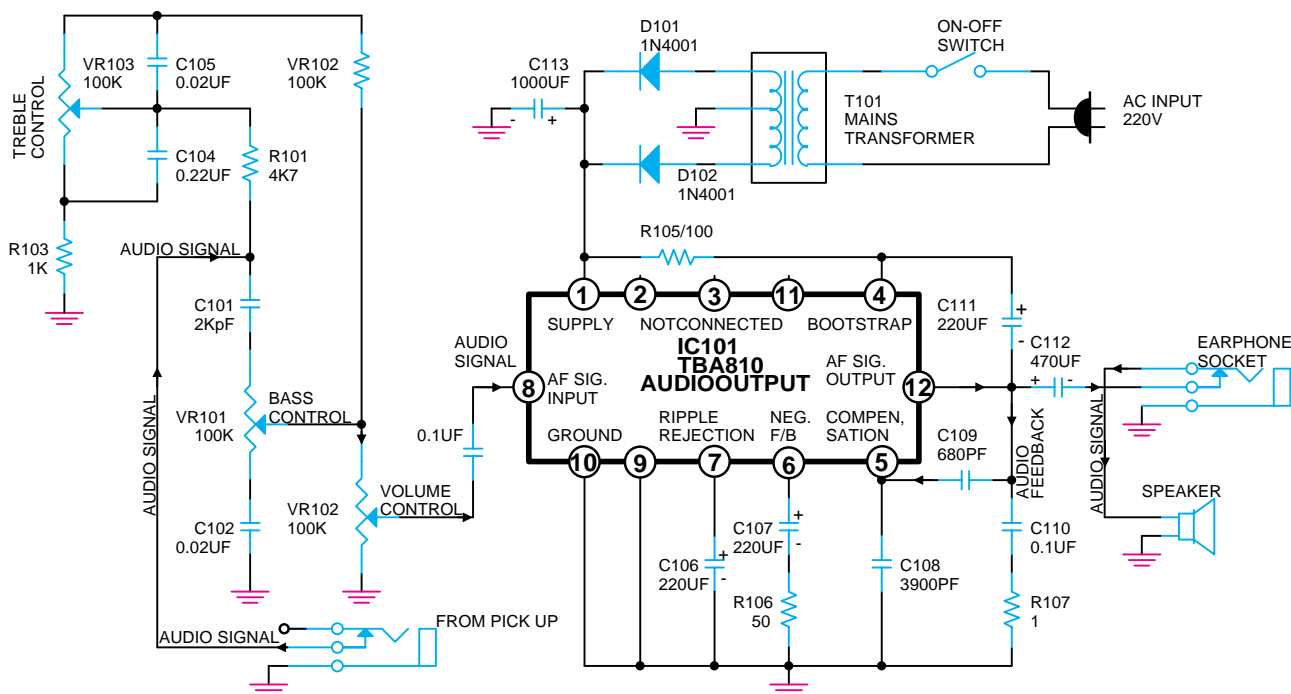 VR103
100K
TREBLE
CONTROL
C105
0.02UF
VR102
100K
C104
0.22UF
R101
4K7
R103
1K
AUDIO SIGNAL
C101
2KpF
AUDIO SIGNAL
VR101
100K
BASS
CONTROL
C102
0.02UF
VR102
100K
VOLUME
CONTROL
AUDIO SIGNAL
FROM PICK UP
C113
1000UF
- +
D101
1N4001
D102
1N4001
T101
MAINS
TRANSFORMER
ON-OFF
SWITCH
AC INPUT
220V
R105/100
1
2
3
11
4
SUPPLY
NOTCONNECTED
BOOTSTRAP
IC101
TBA810
AUDIOOUTPUT
AUDIO
SIGNAL
8
AF SIG.
INPUT
AF SIG.
OUTPUT
12
0.1UF
GROUND
RIPPLE
REJECTION
NEG.
F/B
COMPEN,
SATION
10
9
7
6
5
C111
220UF
+
-
C112
470UF
+ -
EARPHONE
SOCKET
C109
680PF
AUDIO
FEEDBACK
AUDIO SIGNAL
SPEAKER
C106
220UF
+
-
C107
220UF
+
-
R106
50
C108
3900PF
C110
0.1UF
R107
1